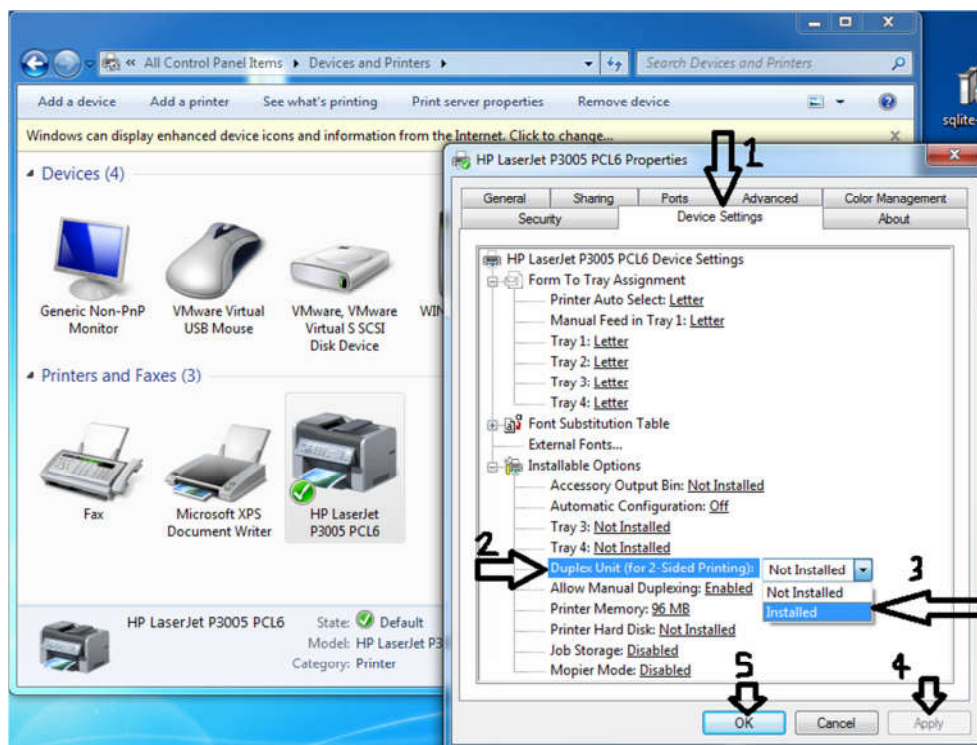 « All Control Panel Items ▸ Devices and Printers ▸
Search Devices and Printers
Add a device Add a printer See what's printing Print server properties Remove device
Windows can display enhanced device icons and information from the Internet. Click to change...
sqlite-
Devices (4)
Generic Non-PnP Monitor
VMware Virtual USB Mouse
VMware, VMware Virtual S SCSI Disk Device
WIN
Printers and Faxes (3)
Fax
Microsoft XPS Document Writer
HP LaserJet P3005 PCL6
HP LaserJet P3005 PCL6 State: Default
Model: HP LaserJet P3
Category: Printer
HP LaserJet P3005 PCL6 Properties
1
General Sharing Ports Advanced Color Management
Security Device Settings About
HP LaserJet P3005 PCL6 Device Settings
Form To Tray Assignment
Printer Auto Select: Letter
Manual Feed in Tray 1: Letter
Tray 1: Letter
Tray 2: Letter
Tray 3: Letter
Tray 4: Letter
Font Substitution Table
External Fonts...
Installable Options
Accessory Output Bin: Not Installed
Automatic Configuration: Off
Tray 3: Not Installed
Tray 4: Not Installed
2
Duplex Unit (for 2-Sided Printing): Not Installed
3
Not Installed
Installed
Allow Manual Duplexing: Enabled
Printer Memory: 96 MB
Printer Hard Disk: Not Installed
Job Storage: Disabled
Mopier Mode: Disabled
5 4
OK Cancel Apply